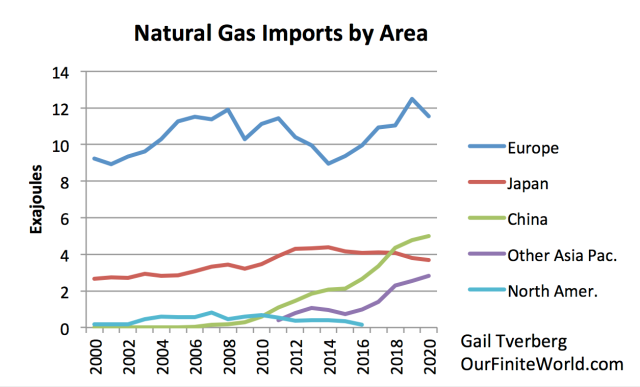 Natural Gas Imports by Area
14
12
10
8
6
4
2
0
Exajoules
2000
2002
2004
2006
2008
2010
2012
2014
2016
2018
2020
Europe
Japan
China
Other Asia Pac.
North Amer.
Gail Tverberg
OurFiniteWorld.com